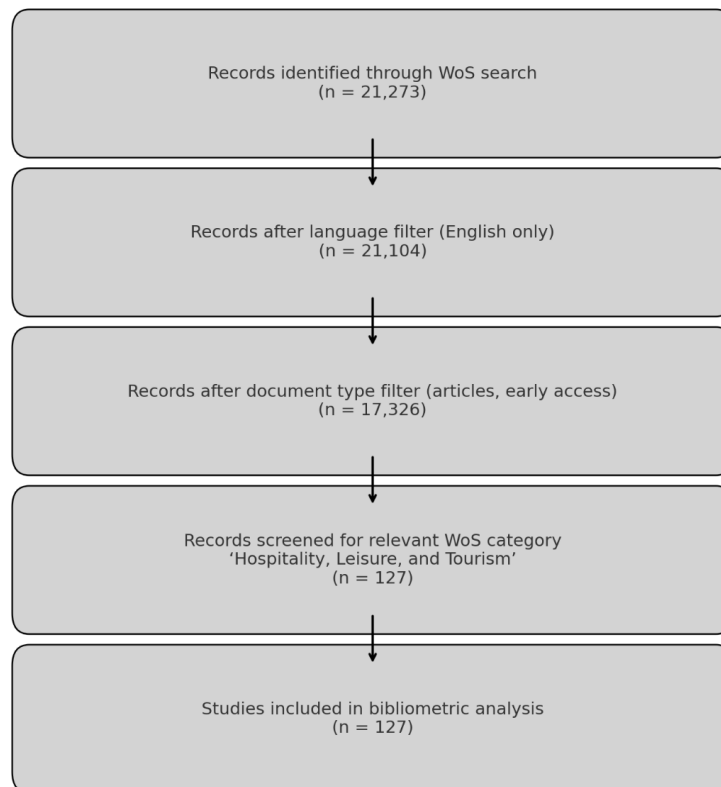 Records identified through WoS search
(n = 21,273)
Records after language filter (English only)
(n = 21,104)
Records after document type filter (articles, early access)
(n = 17,326)
Records screened for relevant WoS category
‘Hospitality, Leisure, and Tourism’
(n = 127)
Studies included in bibliometric analysis
(n = 127)